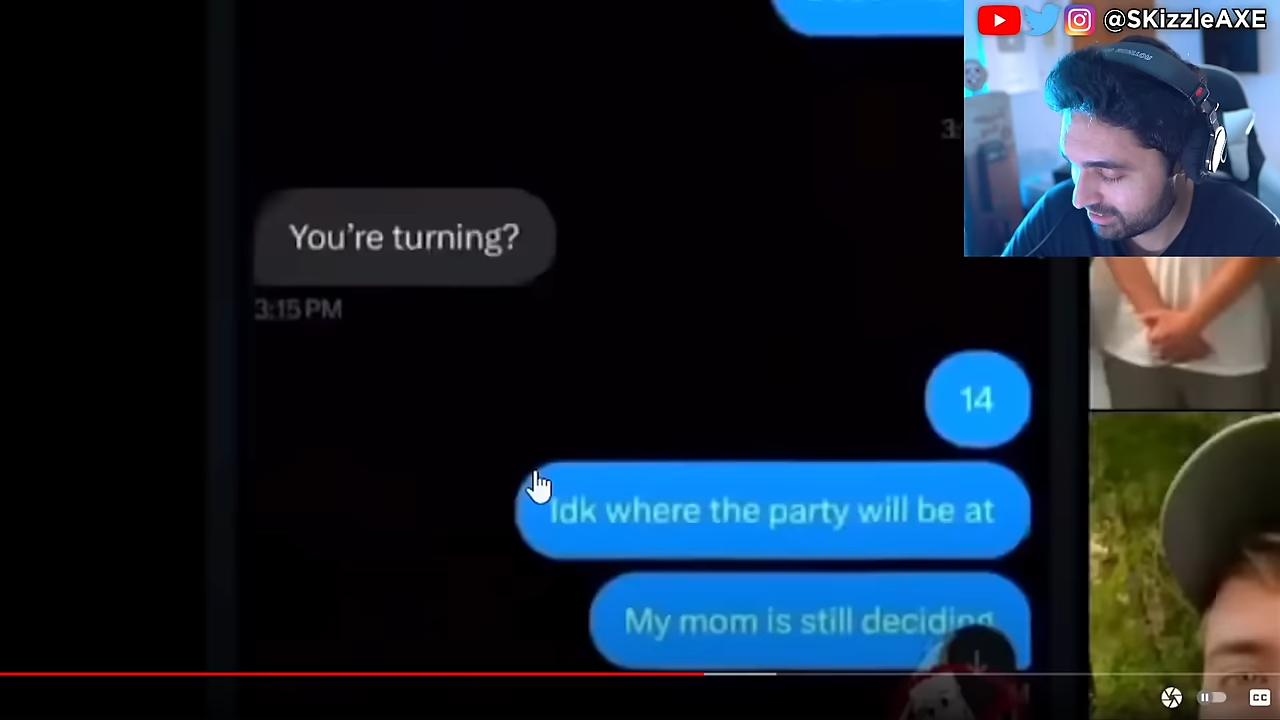 @SKizzleAXE
You're turning?
3:15 PM
14
Idk where the party will be at
My mom is still deciding
CC